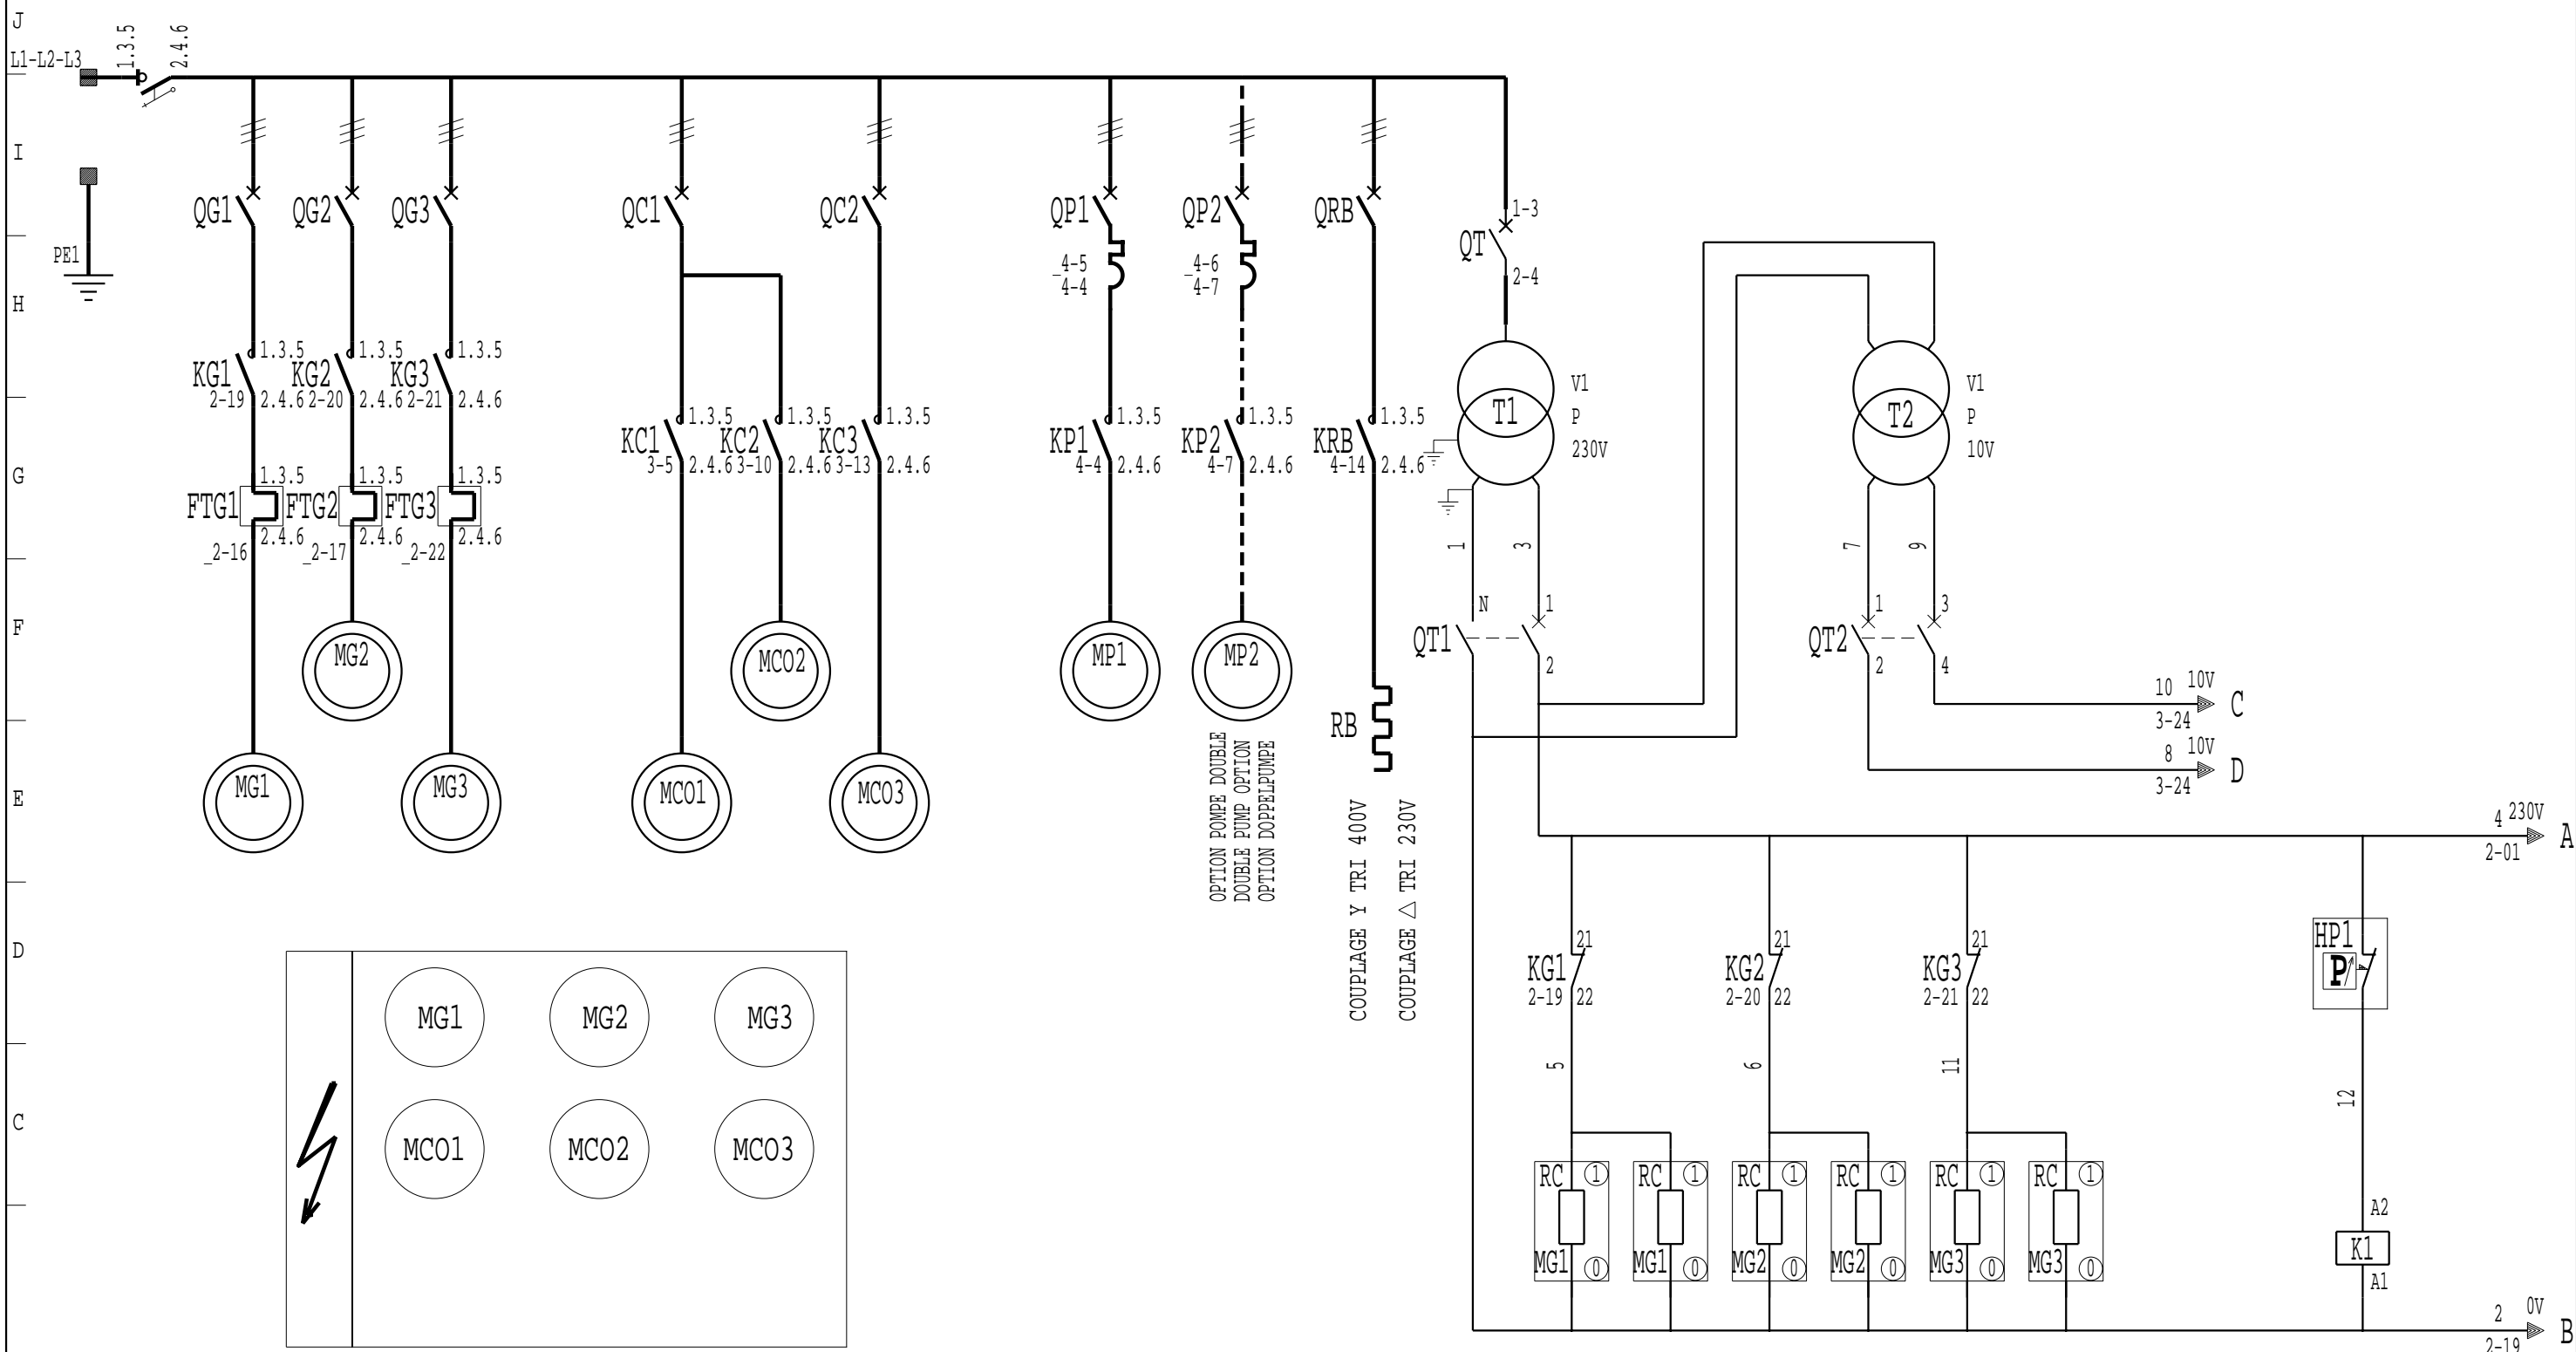 J
L1-L2-L3
1.3.5
2.4.6
I
PE1
H
G
F
E
D
C
QG1
QG2
QG3
QC1
QC2
QP1
QP2
QRB
QT
1-3
2-4
_4-5
4-4
_4-6
4-7
KG1
2-19
1.3.5
2.4.6
KG2
2-20
1.3.5
2.4.6
KG3
2-21
1.3.5
2.4.6
KC1
3-5
1.3.5
2.4.6
KC2
3-10
1.3.5
2.4.6
KC3
3-13
1.3.5
2.4.6
KP1
4-4
1.3.5
2.4.6
KP2
4-7
1.3.5
2.4.6
KRB
4-14
1.3.5
2.4.6
T1
V1
P
230V
T2
V1
P
10V
FTG1
1.3.5
2.4.6
_2-16
FTG2
1.3.5
2.4.6
_2-17
FTG3
1.3.5
2.4.6
_2-22
1
3
7
9
QT1
N
1
2
QT2
1
2
3
4
MG2
MCO2
MP1
MP2
RB
MG1
MG3
MCO1
MCO3
OPTION POMPE DOUBLE
DOUBLE PUMP OPTION
OPTION DOPPELPUMPE
COUPLAGE Y TRI 400V
COUPLAGE △ TRI 230V
10 10V
3-24
C
8 10V
3-24
D
4 230V
2-01
A
KG1
2-19
21
22
KG2
2-20
21
22
KG3
2-21
21
22
HP1
P
5
6
11
12
MG1
MG2
MG3
MCO1
MCO2
MCO3
RC 1
MG1 0
RC 1
MG1 0
RC 1
MG2 0
RC 1
MG2 0
RC 1
MG3 0
RC 1
MG3 0
A2
K1
A1
2 0V
2-19
B